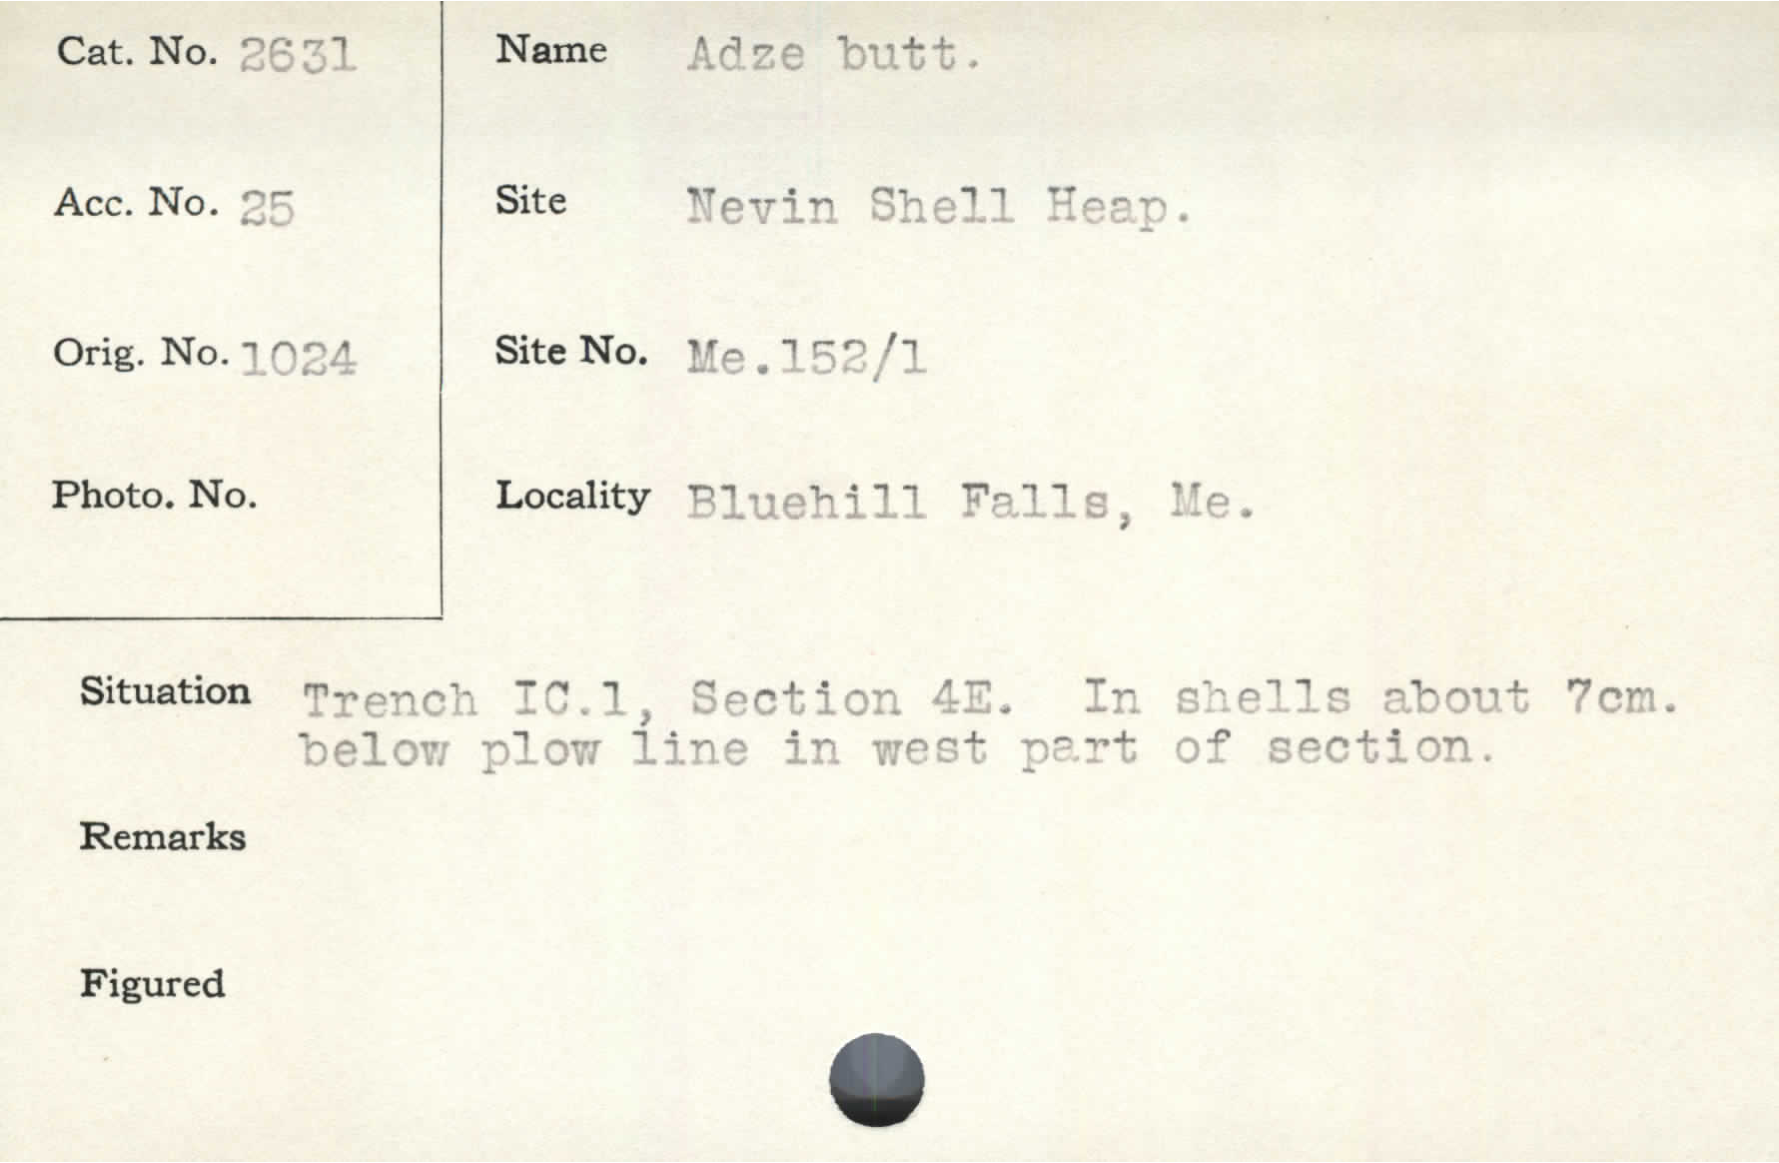 Cat. No. 2631
Name Adze butt.
Acc. No. 25
Site Nevin Shell Heap.
Orig. No. 1024
Site No. Me.152/1
Photo. No.
Locality Bluehill Falls, Me.
Situation Trench IC.1, Section 4E. In shells about 7cm.
below plow line in west part of section.
Remarks
Figured